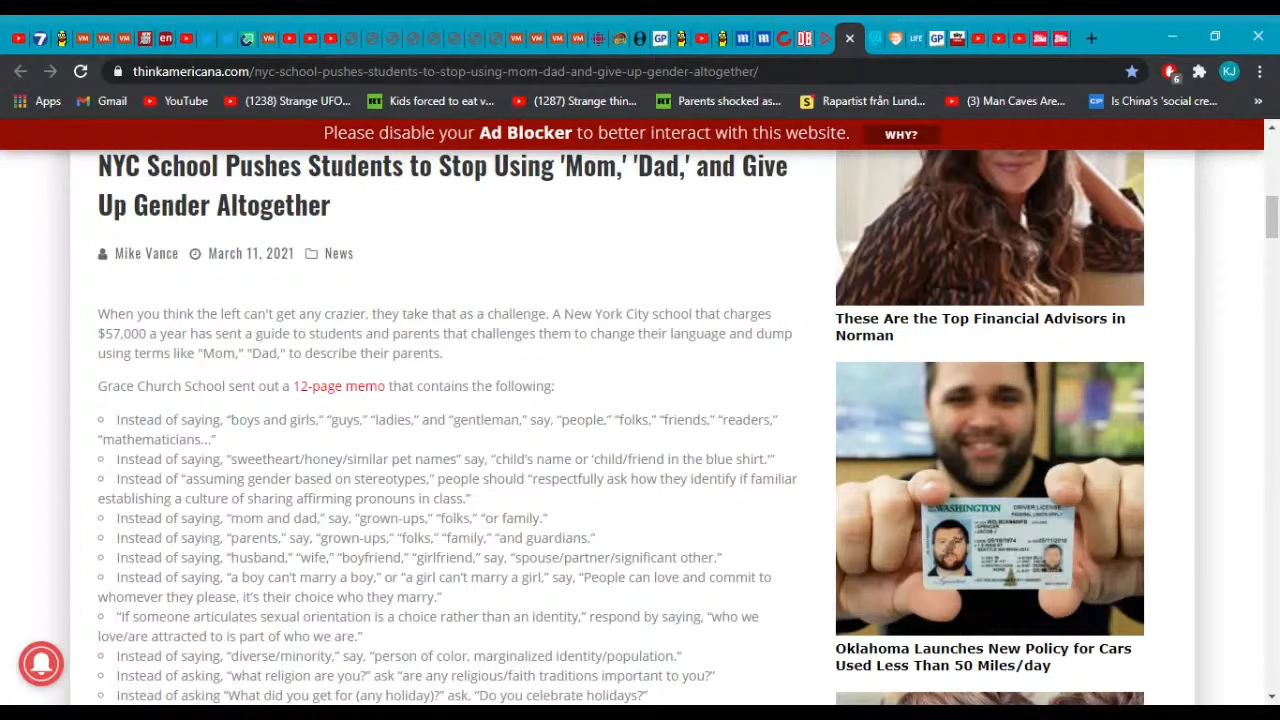 thinkamericana.com/nyc-school-pushes-students-to-stop-using-mom-dad-and-give-up-gender-altogether/
6
KJ
Apps
Gmail
YouTube
(1238) Strange UFO...
Kids forced to eat v...
(1287) Strange thin...
Parents shocked as...
Rapartist från Lund...
(3) Man Caves Are...
Is China's 'social cre...
»
Please disable your Ad Blocker to better interact with this website.
WHY?
NYC School Pushes Students to Stop Using 'Mom,' 'Dad,' and Give
Up Gender Altogether
Mike Vance
March 11, 2021
News
When you think the left can't get any crazier, they take that as a challenge. A New York City school that charges
$57,000 a year has sent a guide to students and parents that challenges them to change their language and dump
using terms like "Mom," "Dad," to describe their parents.
Grace Church School sent out a 12-page memo that contains the following:
Instead of saying, “boys and girls,” “guys,” “ladies,” and “gentleman,” say, “people,” “folks,” “friends,” “readers,”
“mathematicians...”
Instead of saying, “sweetheart/honey/similar pet names” say, “child’s name or ‘child/friend in the blue shirt.’”
Instead of “assuming gender based on stereotypes,” people should “respectfully ask how they identify if familiar
establishing a culture of sharing affirming pronouns in class.”
Instead of saying, “mom and dad,” say, “grown-ups,” “folks,” “or family.”
Instead of saying, “parents,” say, “grown-ups,” “folks,” “family,” “and guardians.”
Instead of saying, “husband,” “wife,” “boyfriend,” “girlfriend,” say, “spouse/partner/significant other.”
Instead of saying, “a boy can’t marry a boy,” or “a girl can’t marry a girl,” say, “People can love and commit to
whomever they please, it’s their choice who they marry.”
“If someone articulates sexual orientation is a choice rather than an identity,” respond by saying, “who we
love/are attracted to is part of who we are.”
Instead of saying, “diverse/minority,” say, “person of color, marginalized identity/population.”
Instead of asking, “what religion are you?” ask “are any religious/faith traditions important to you?”
Instead of asking “What did you get for (any holiday)?” ask, “Do you celebrate holidays?”
These Are the Top Financial Advisors in
Norman
WASHINGTON
DRIVER LICENSE
Oklahoma Launches New Policy for Cars
Used Less Than 50 Miles/day